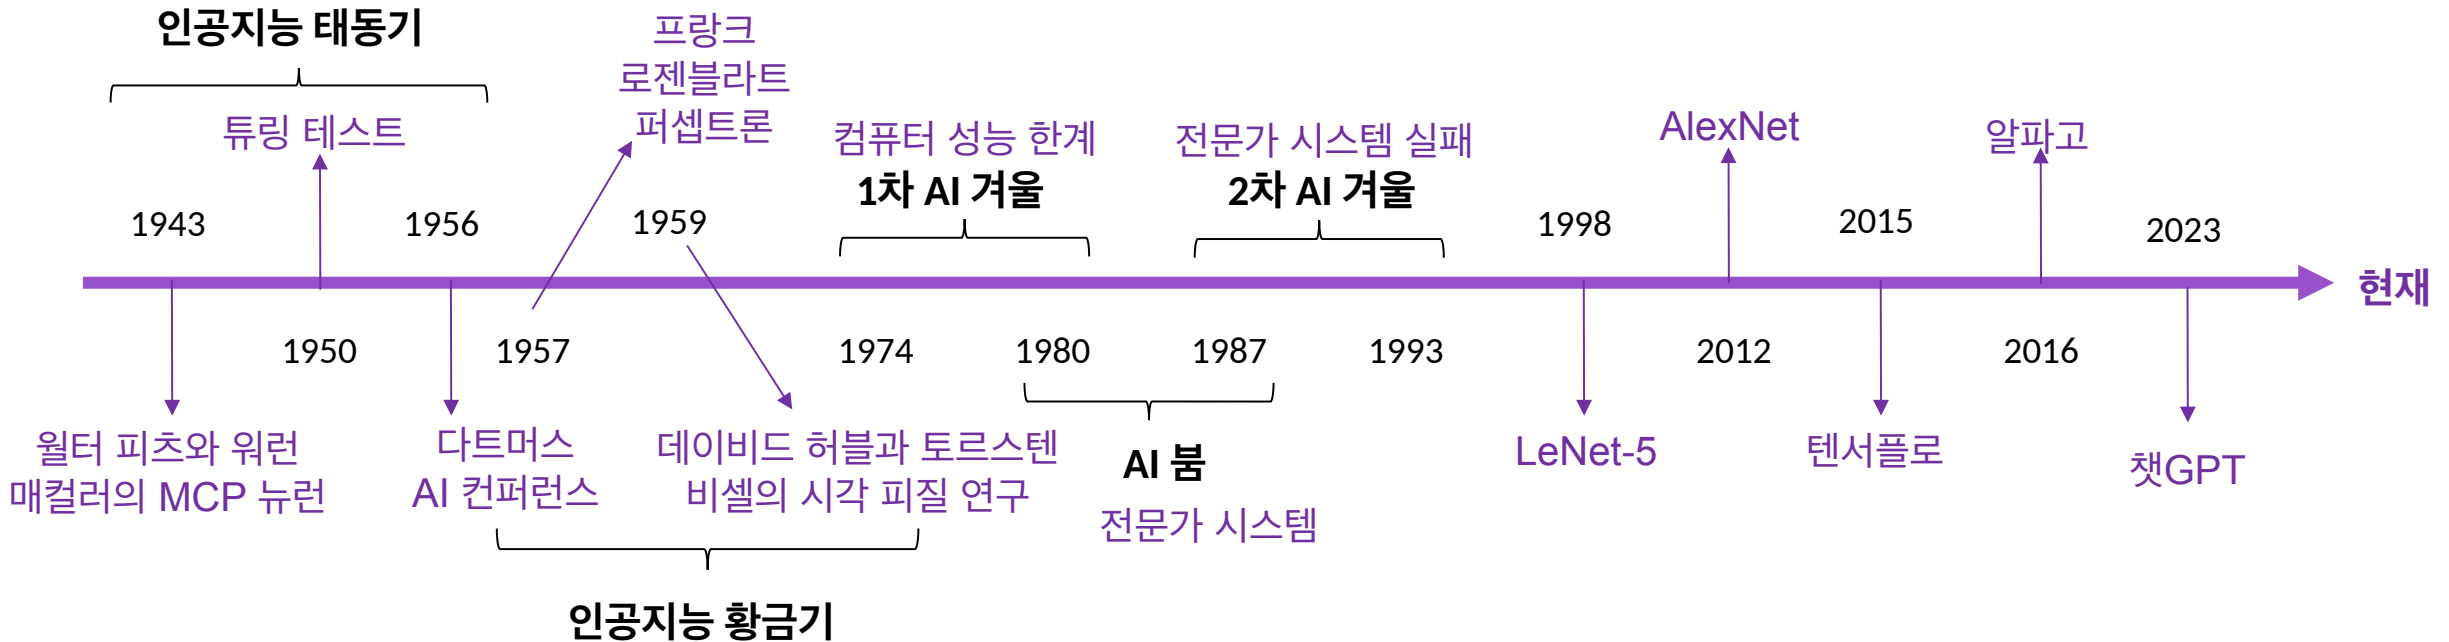 인공지능 태동기
프랑크
로젠블라트
퍼셉트론
튜링 테스트
컴퓨터 성능 한계
1차 AI 겨울
전문가 시스템 실패
2차 AI 겨울
AlexNet
알파고
1943
1956
1959
1998
2015
2023
현재
1950
1957
1974
1980
1987
1993
2012
2016
월터 피츠와 워런
매컬러의 MCP 뉴런
다트머스
AI 컨퍼런스
데이비드 허블과 토르스텐
비셀의 시각 피질 연구
AI 붐
전문가 시스템
LeNet-5
텐서플로
챗GPT
인공지능 황금기